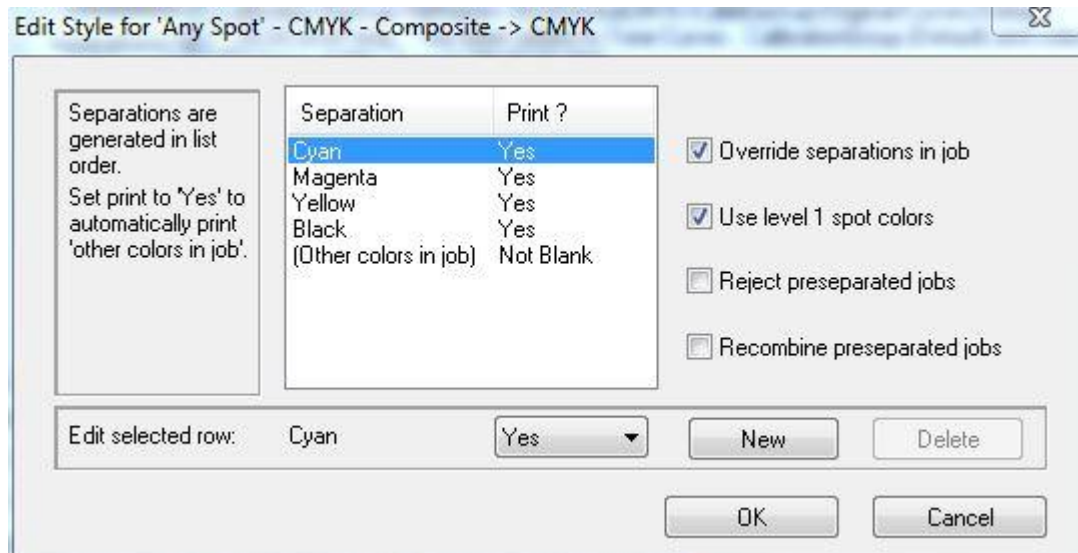 Edit Style for 'Any Spot' - CMYK - Composite -> CMYK
Separations are
generated in list
order.
Set print to 'Yes' to
automatically print
'other colors in job'.
Separation Print ?
Cyan Yes
Magenta Yes
Yellow Yes
Black Yes
(Other colors in job) Not Blank
Override separations in job
Use level 1 spot colors
Reject preseparated jobs
Recombine preseparated jobs
Edit selected row: Cyan Yes New Delete
OK Cancel